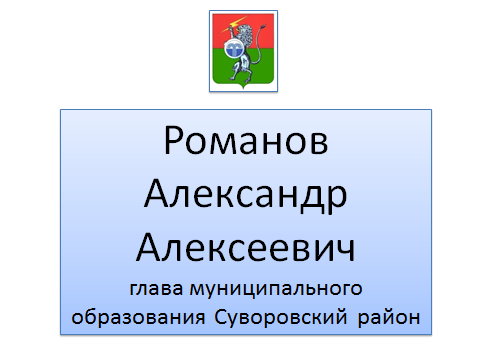 Романов
Александр
Алексеевич
глава муниципального
образования Суворовский район